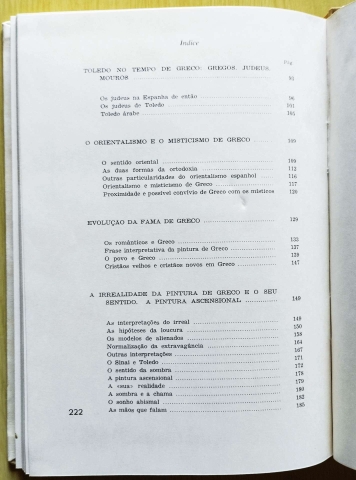 Indice
Pág
TOLEDO NO TEMPO DE GRECO: GREGOS, JUDEUS,
MOUROS 95
Os judeus na Espanha de então 96
Os judeus de Toledo 101
Toledo árabe 105
O ORIENTALISMO E O MISTICISMO DE GRECO 109
O sentido oriental 109
As duas formas da ortodoxia 113
Outras particularidades do orientalismo espanhol 116
Orientalismo e misticismo de Greco 117
Proximidade e possível convívio de Greco com os místicos 120
EVOLUÇÃO DA FAMA DE GRECO 129
Os românticos e Greco 133
Frase interpretativa da pintura de Greco 137
O povo e Greco 138
Cristãos velhos e cristãos novos em Greco 147
A IRREALIDADE DA PINTURA DE GRECO E O SEU
SENTIDO. A PINTURA ASCENSIONAL 149
As interpretações do irreal 149
As hipóteses da loucura 150
Os modelos de alienados 158
Normalização da extravagância 164
Outras interpretações 167
O Sinai e Toledo 171
O sentido da sombra 172
A pintura ascensional 178
A «sua» realidade 179
A sombra e a chama 180
O sonho abismal 182
As mãos que falam 185
222